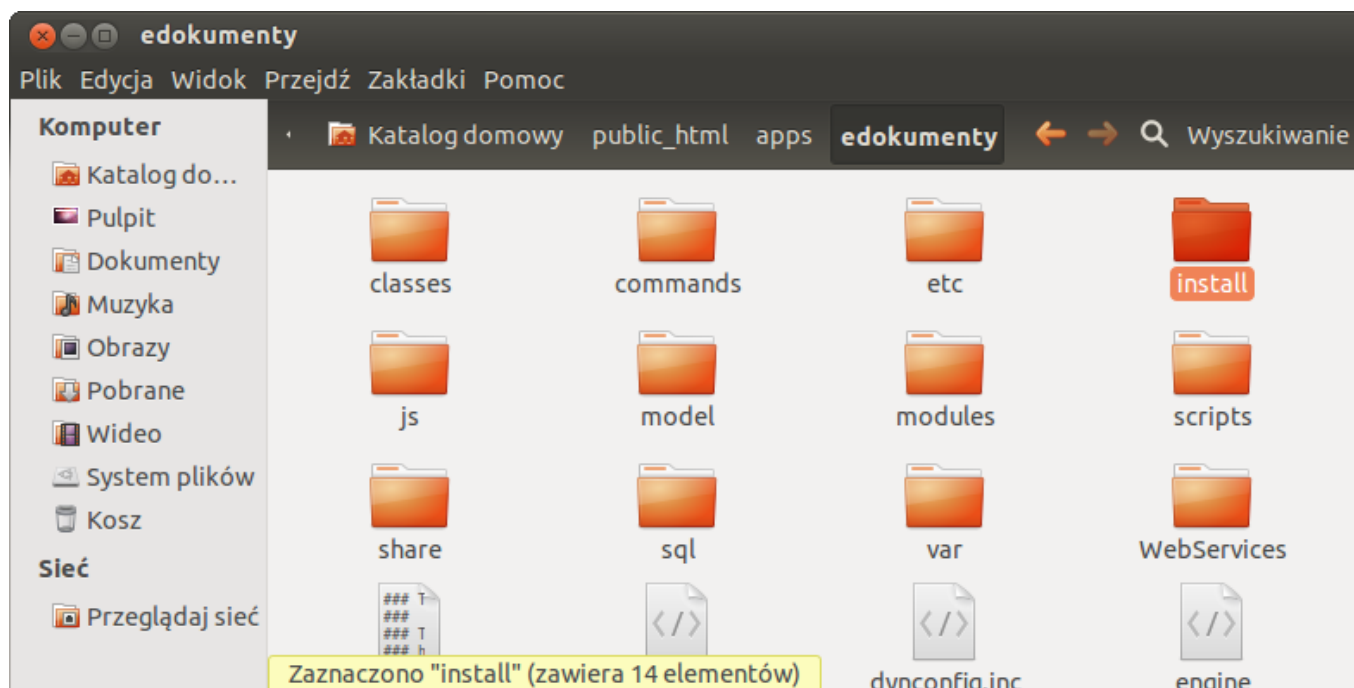 edokumenty
Plik Edycja Widok Przejdź Zakładki Pomoc
Komputer
Katalog do...
Pulpit
Dokumenty
Muzyka
Obrazy
Pobrane
Wideo
System plików
Kosz
Sieć
Przeglądaj sieć
Katalog domowy public_html apps edokumenty Wyszukiwanie
classes commands etc install
js model modules scripts
share sql var WebServices
### T
###
### T
### h
</> </> </>
dynconfig.inc engine
Zaznaczono "install" (zawiera 14 elementów)